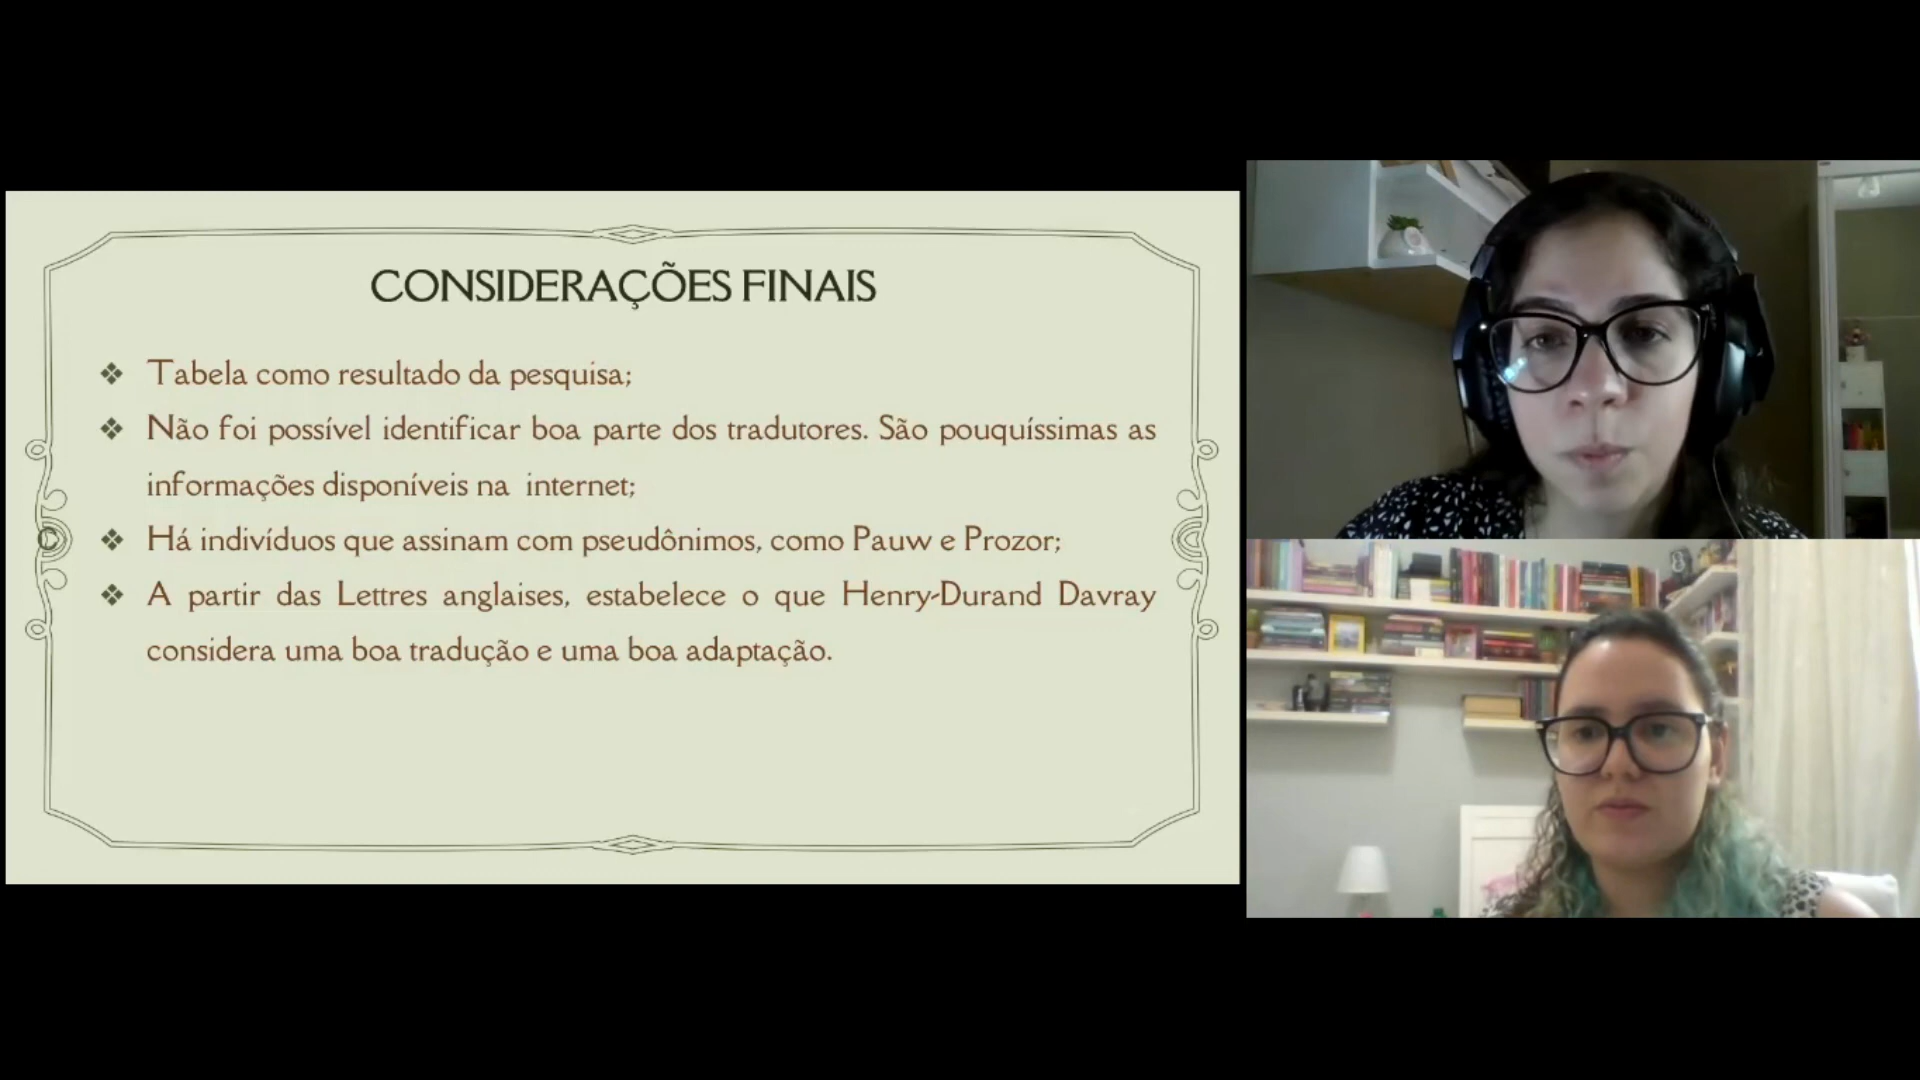 CONSIDERAÇÕES FINAIS
Tabela como resultado da pesquisa;
Não foi possível identificar boa parte dos tradutores. São pouquíssimas as
informações disponíveis na internet;
Há indivíduos que assinam com pseudônimos, como Pauw e Prozor;
A partir das Lettres anglaises, estabelece o que Henry-Durand Davray
considera uma boa tradução e uma boa adaptação.